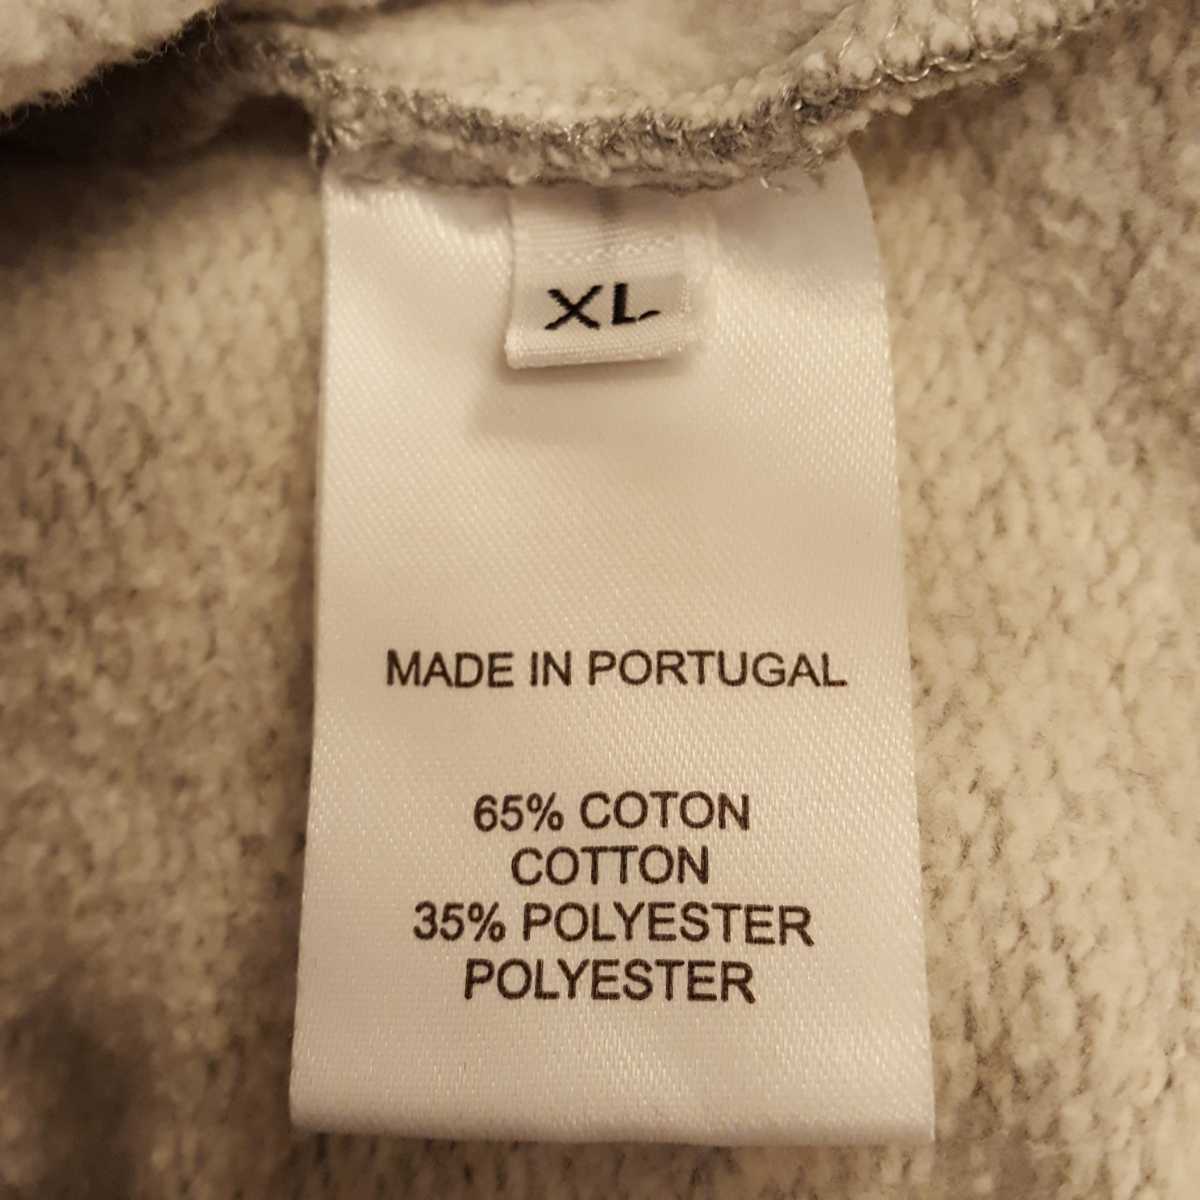 XL
MADE IN PORTUGAL
65% COTON
COTTON
35% POLYESTER
POLYESTER